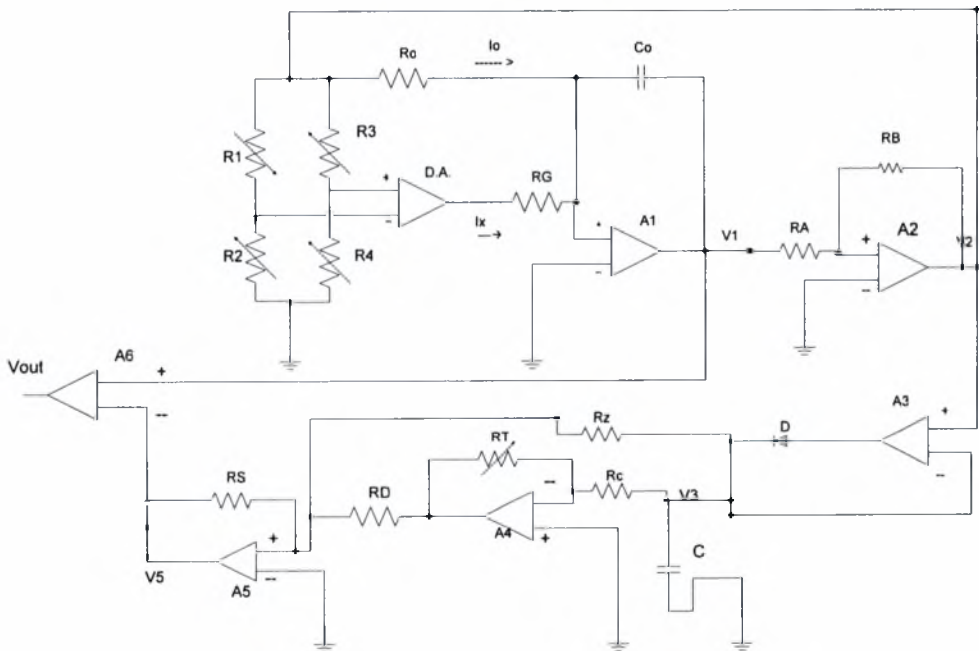 Ro
Io
------>
Co
R1
R3
D.A.
+
-
RG
Ix
-->
A1
+
-
V1
RA
RB
A2
+
--
V2
R2
R4
Vout
A6
+
--
A3
+
--
D
Rz
RT
Rc
V3
--
A4
+
RD
RS
C
V5
+
A5
--